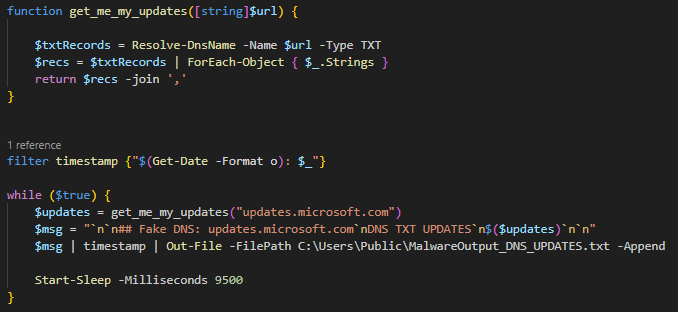 function get_me_my_updates([string]$url) {
$txtRecords = Resolve-DnsName -Name $url -Type TXT
$recs = $txtRecords | ForEach-Object { $_.Strings }
return $recs -join ','
}
1 reference
filter timestamp {"$(Get-Date -Format o): $_"}
while ($true) {
$updates = get_me_my_updates("updates.microsoft.com")
$msg = "`n`n## Fake DNS: updates.microsoft.com`nDNS TXT UPDATES`n$($updates)`n`n"
$msg | timestamp | Out-File -FilePath C:\Users\Public\MalwareOutput_DNS_UPDATES.txt -Append
Start-Sleep -Milliseconds 9500
}